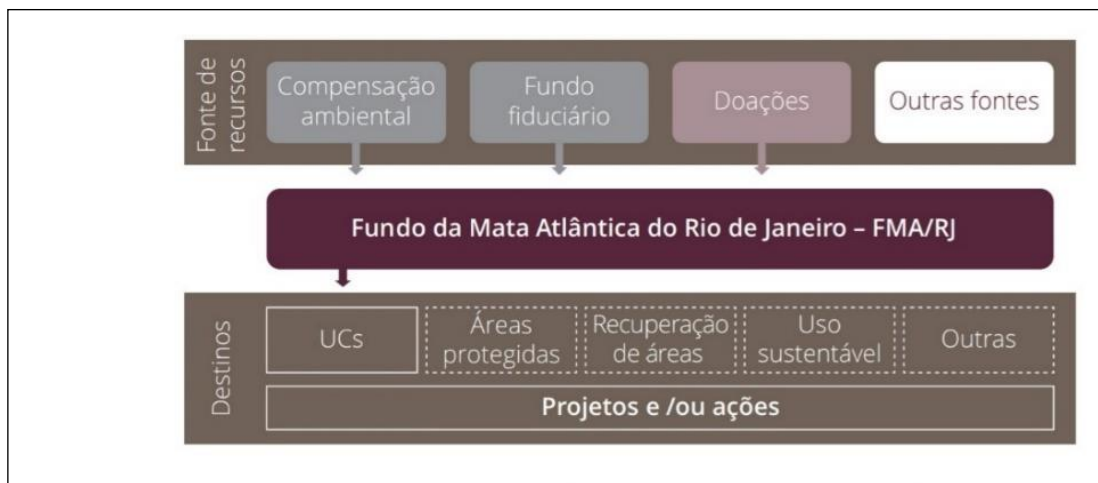 Fonte de
recursos
Compensação
ambiental
Fundo
fiduciário
Doações
Outras fontes
Fundo da Mata Atlântica do Rio de Janeiro – FMA/RJ
Destinos
UCs
Áreas
protegidas
Recuperação
de áreas
Uso
sustentável
Outras
Projetos e /ou ações